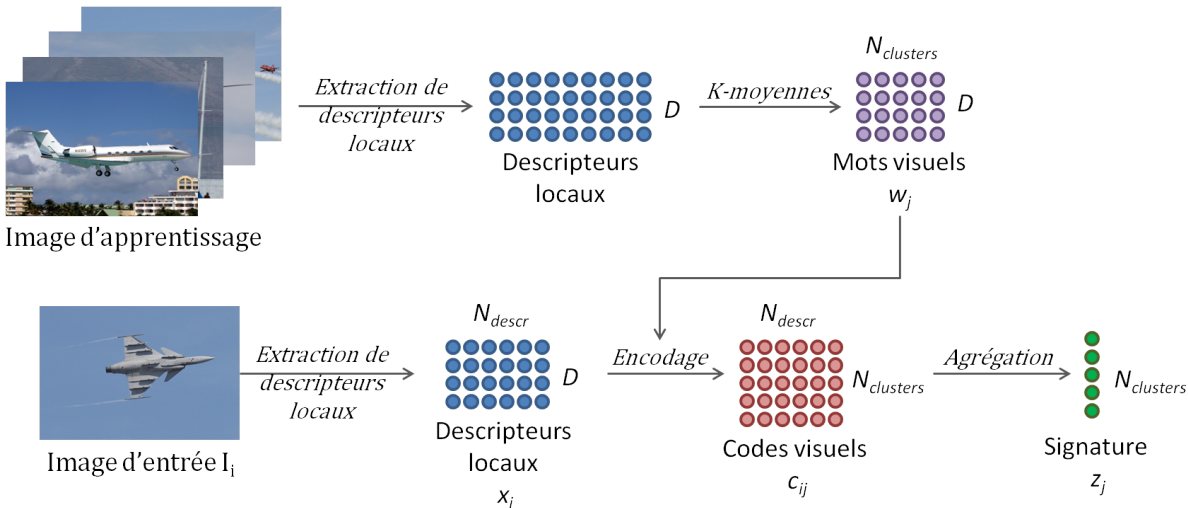 Extraction de
descripteurs
locaux
D
Descripteurs
locaux
K-moyennes
N_clusters
D
Mots visuels
w_j
Image d’apprentissage
Extraction de
descripteurs
locaux
N_descr
D
Descripteurs
locaux
x_i
Encodage
N_descr
N_clusters
Codes visuels
c_ij
Agrégation
N_clusters
Signature
z_j
Image d’entrée I_i